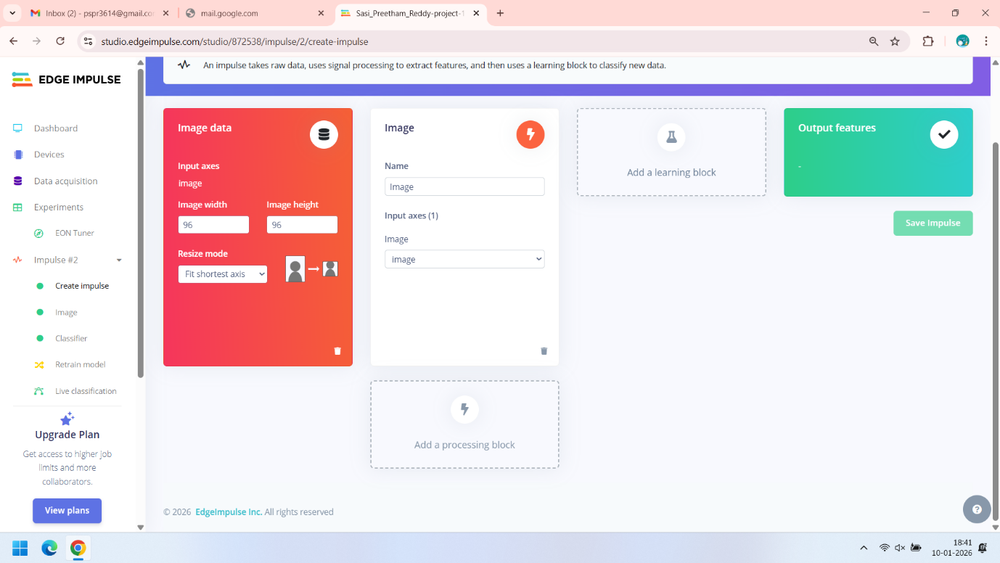 Inbox (2) - pspr3614@gmail.co
mail.google.com
Sasi_Preetham_Reddy-project-1
studio.edgeimpulse.com/studio/872538/impulse/2/create-impulse
EDGE IMPULSE
Dashboard
Devices
Data acquisition
Experiments
EON Tuner
Impulse #2
Create impulse
Image
Classifier
Retrain model
Live classification
Upgrade Plan
Get access to higher job
limits and more
collaborators.
View plans
An impulse takes raw data, uses signal processing to extract features, and then uses a learning block to classify new data.
Image data
Input axes
image
Image width
Image height
96
96
Resize mode
Fit shortest axis
Image
Name
Image
Input axes (1)
Image
image
Add a processing block
Add a learning block
Output features
-
Save Impulse
© 2026 EdgeImpulse Inc. All rights reserved
18:41
10-01-2026